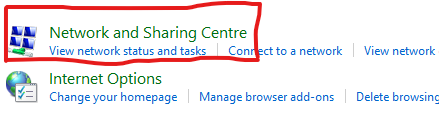 Network and Sharing Centre
View network status and tasks Connect to a network View network
Internet Options
Change your homepage Manage browser add-ons Delete browsing